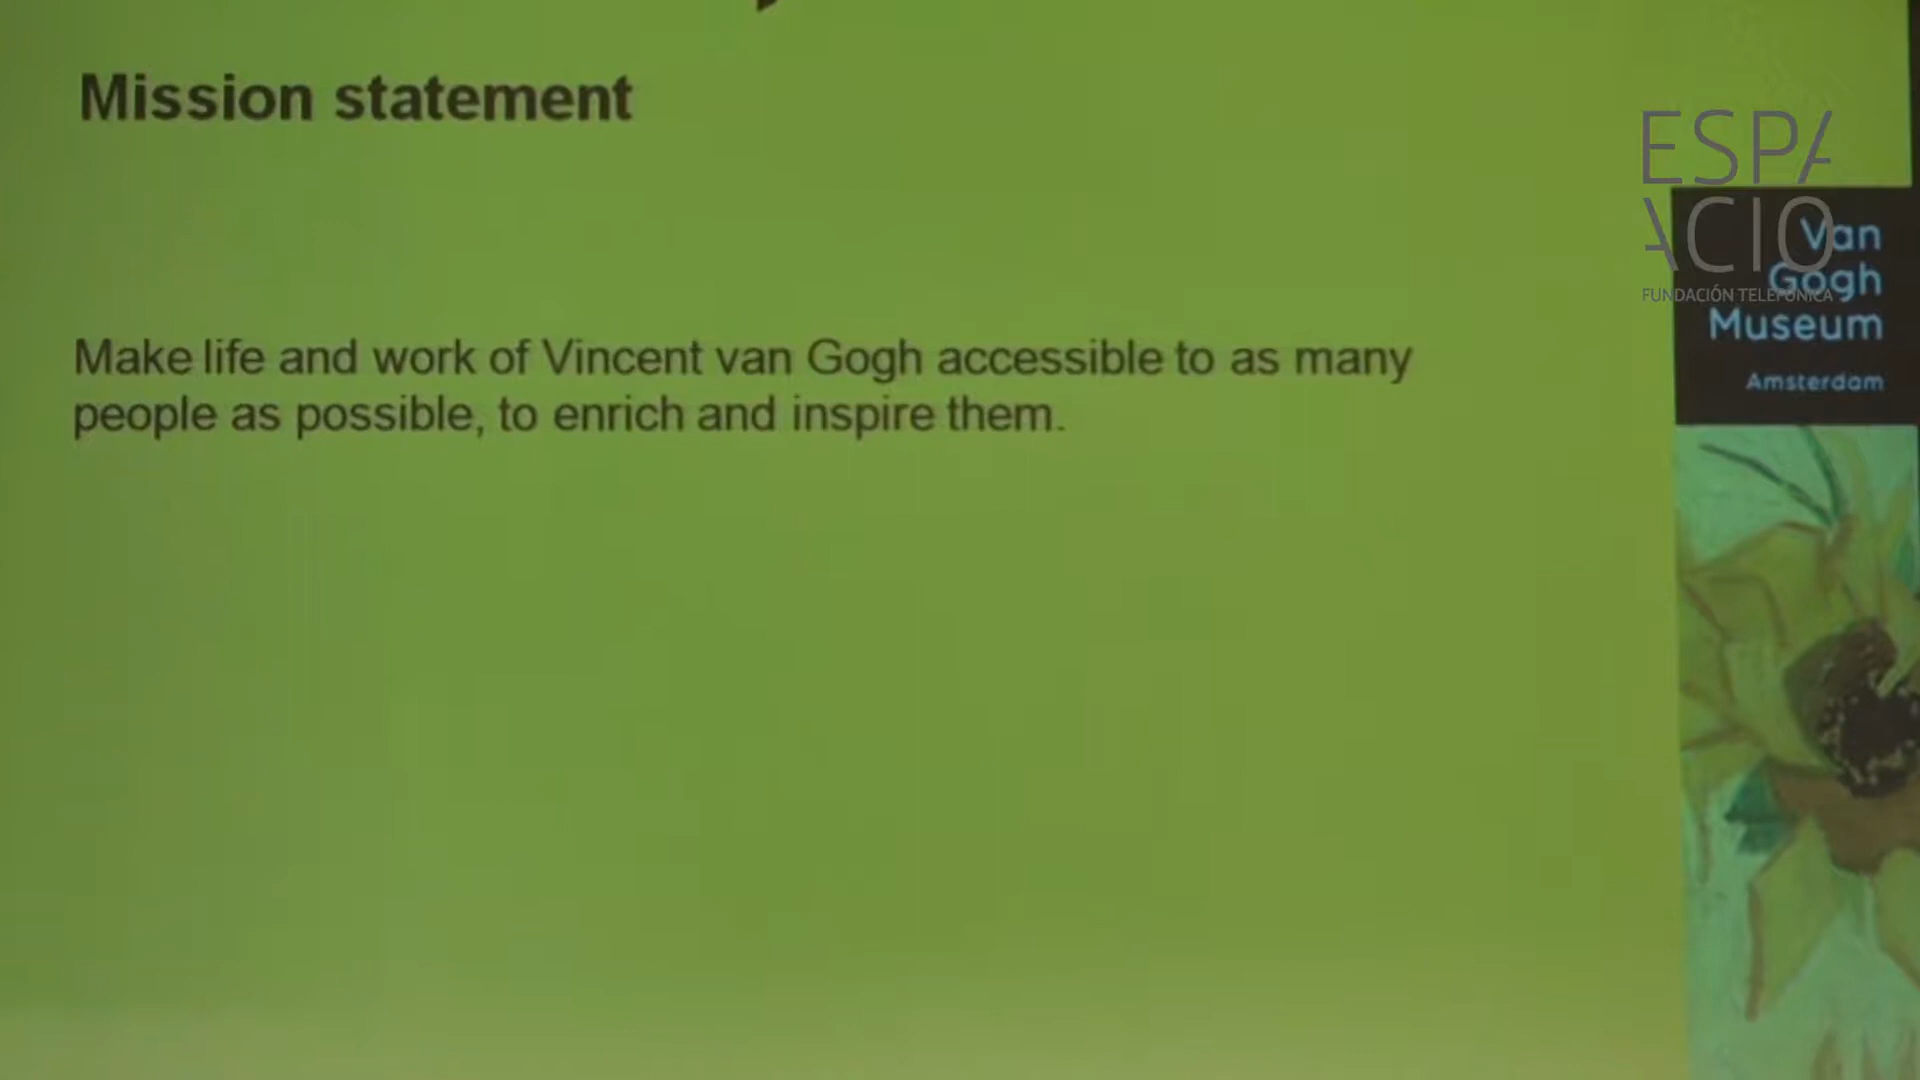 Mission statement
Make life and work of Vincent van Gogh accessible to as many
people as possible, to enrich and inspire them.
ESPA
ACIO
FUNDACIÓN TELEFÓNICA
Van
Gogh
Museum
Amsterdam